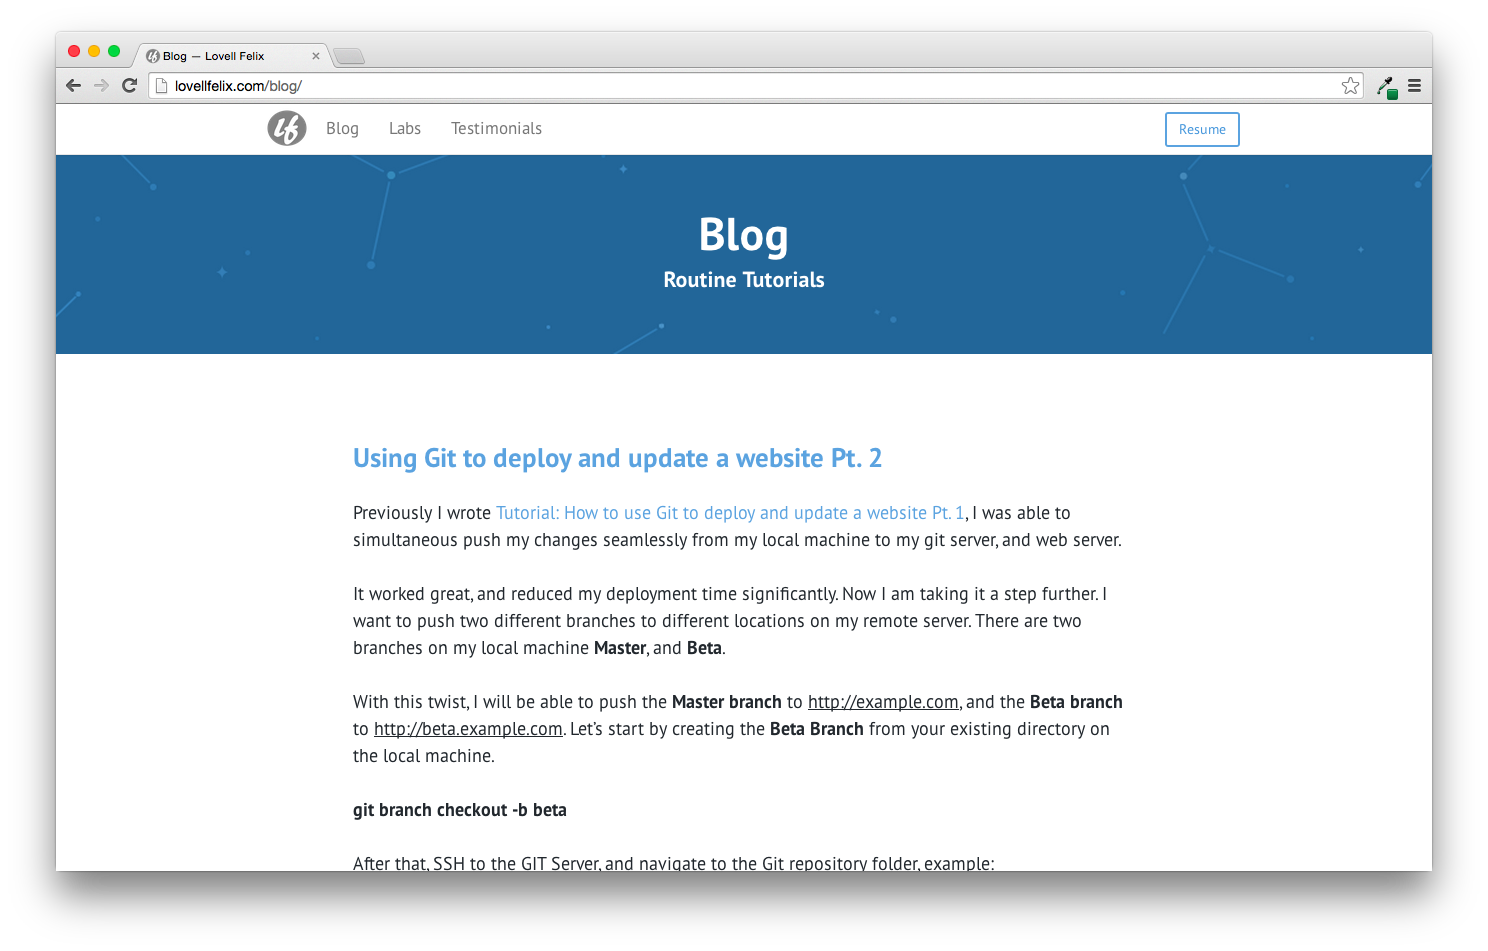 Blog — Lovell Felix
lovellfelix.com/blog/
lf Blog Labs Testimonials Resume
Blog
Routine Tutorials
Using Git to deploy and update a website Pt. 2
Previously I wrote Tutorial: How to use Git to deploy and update a website Pt. 1, I was able to
simultaneous push my changes seamlessly from my local machine to my git server, and web server.
It worked great, and reduced my deployment time significantly. Now I am taking it a step further. I
want to push two different branches to different locations on my remote server. There are two
branches on my local machine Master, and Beta.
With this twist, I will be able to push the Master branch to http://example.com, and the Beta branch
to http://beta.example.com. Let’s start by creating the Beta Branch from your existing directory on
the local machine.
git branch checkout -b beta
After that, SSH to the GIT Server, and navigate to the Git repository folder, example: